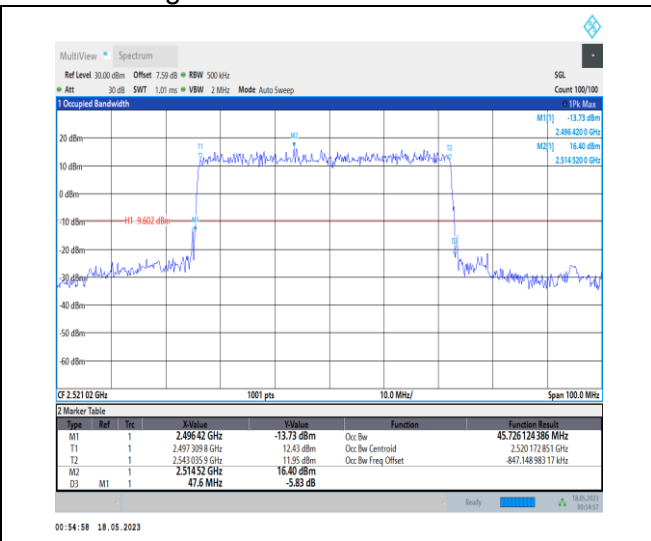 MultiView Spectrum
Ref Level 30.00 dBm Offset 7.59 dB RBW 500 kHz SGL
Att 30 dB SWT 1.01 ms VBW 2 MHz Mode Auto Sweep Count 100/100
1 Occupied Bandwidth 1Pk Max
M1[1] -13.73 dBm
2.496 420 0 GHz
20 dBm
M2[1] 16.40 dBm
2.514 520 0 GHz
T1 M2 T2
10 dBm
0 dBm
-10 dBm
H1 -9.602 dBm
M1
D3
-20 dBm
-30 dBm
-40 dBm
-50 dBm
-60 dBm
CF 2.521 02 GHz 1001 pts 10.0 MHz/ Span 100.0 MHz
2 Marker Table
Type Ref Trc X-Value Y-Value Function Function Result
M1 1 2.496 42 GHz -13.73 dBm Occ Bw 45.726 124 386 MHz
T1 1 2.497 309 8 GHz 12.43 dBm Occ Bw Centroid 2.520 172 851 GHz
T2 1 2.543 035 9 GHz 11.95 dBm Occ Bw Freq Offset -847.148 983 17 kHz
M2 1 2.514 52 GHz 16.40 dBm
D3 M1 1 47.6 MHz -5.83 dB
Ready 18.05.2023
00:54:57
00:54:58 18.05.2023